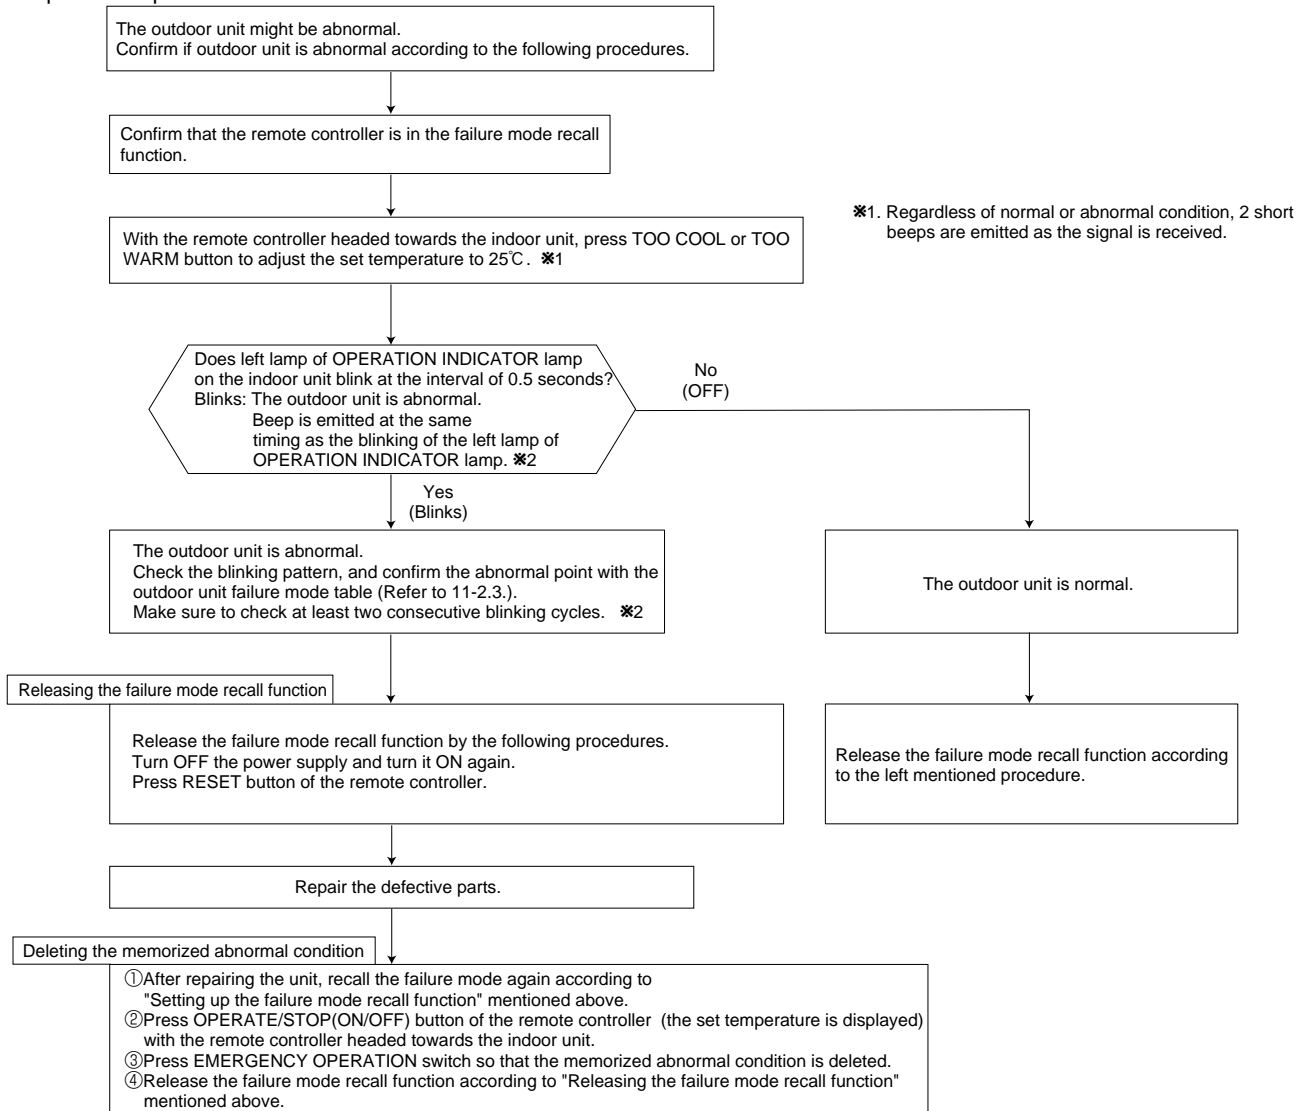 The outdoor unit might be abnormal.
Confirm if outdoor unit is abnormal according to the following procedures.
Confirm that the remote controller is in the failure mode recall
function.
With the remote controller headed towards the indoor unit, press TOO COOL or TOO
WARM button to adjust the set temperature to 25℃. ※1
※1. Regardless of normal or abnormal condition, 2 short
beeps are emitted as the signal is received.
Does left lamp of OPERATION INDICATOR lamp
on the indoor unit blink at the interval of 0.5 seconds?
Blinks: The outdoor unit is abnormal.
Beep is emitted at the same
timing as the blinking of the left lamp of
OPERATION INDICATOR lamp. ※2
No
(OFF)
Yes
(Blinks)
The outdoor unit is abnormal.
Check the blinking pattern, and confirm the abnormal point with the
outdoor unit failure mode table (Refer to 11-2.3.).
Make sure to check at least two consecutive blinking cycles. ※2
The outdoor unit is normal.
Releasing the failure mode recall function
Release the failure mode recall function by the following procedures.
Turn OFF the power supply and turn it ON again.
Press RESET button of the remote controller.
Release the failure mode recall function according
to the left mentioned procedure.
Repair the defective parts.
Deleting the memorized abnormal condition
①After repairing the unit, recall the failure mode again according to
"Setting up the failure mode recall function" mentioned above.
②Press OPERATE/STOP(ON/OFF) button of the remote controller (the set temperature is displayed)
with the remote controller headed towards the indoor unit.
③Press EMERGENCY OPERATION switch so that the memorized abnormal condition is deleted.
④Release the failure mode recall function according to "Releasing the failure mode recall function"
mentioned above.